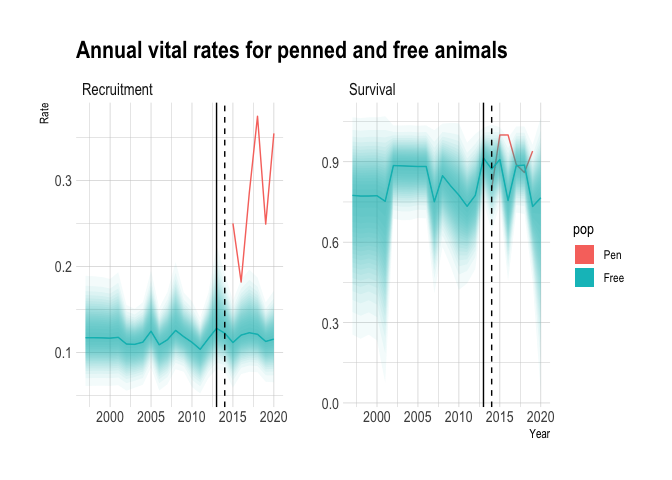 Annual vital rates for penned and free animals
Recruitment
Survival
Rate
0.3
0.2
0.1
0.9
0.6
0.3
0.0
2000 2005 2010 2015 2020
2000 2005 2010 2015 2020
Year
pop
Pen
Free